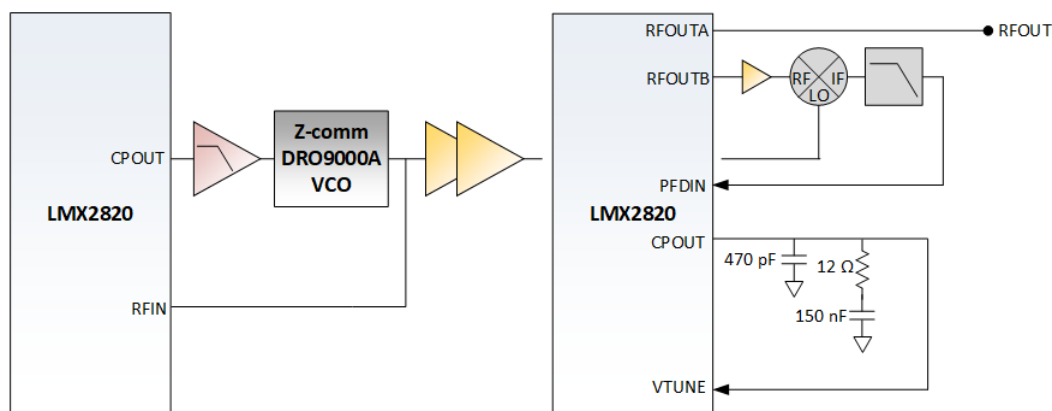 CPOUT
LMX2820
RFIN
Z-comm
DRO9000A
VCO
RFOUTA
RFOUT
RFOUTB
RF
IF
LO
PFDIN
LMX2820
CPOUT
470 pF
12 Ω
150 nF
VTUNE